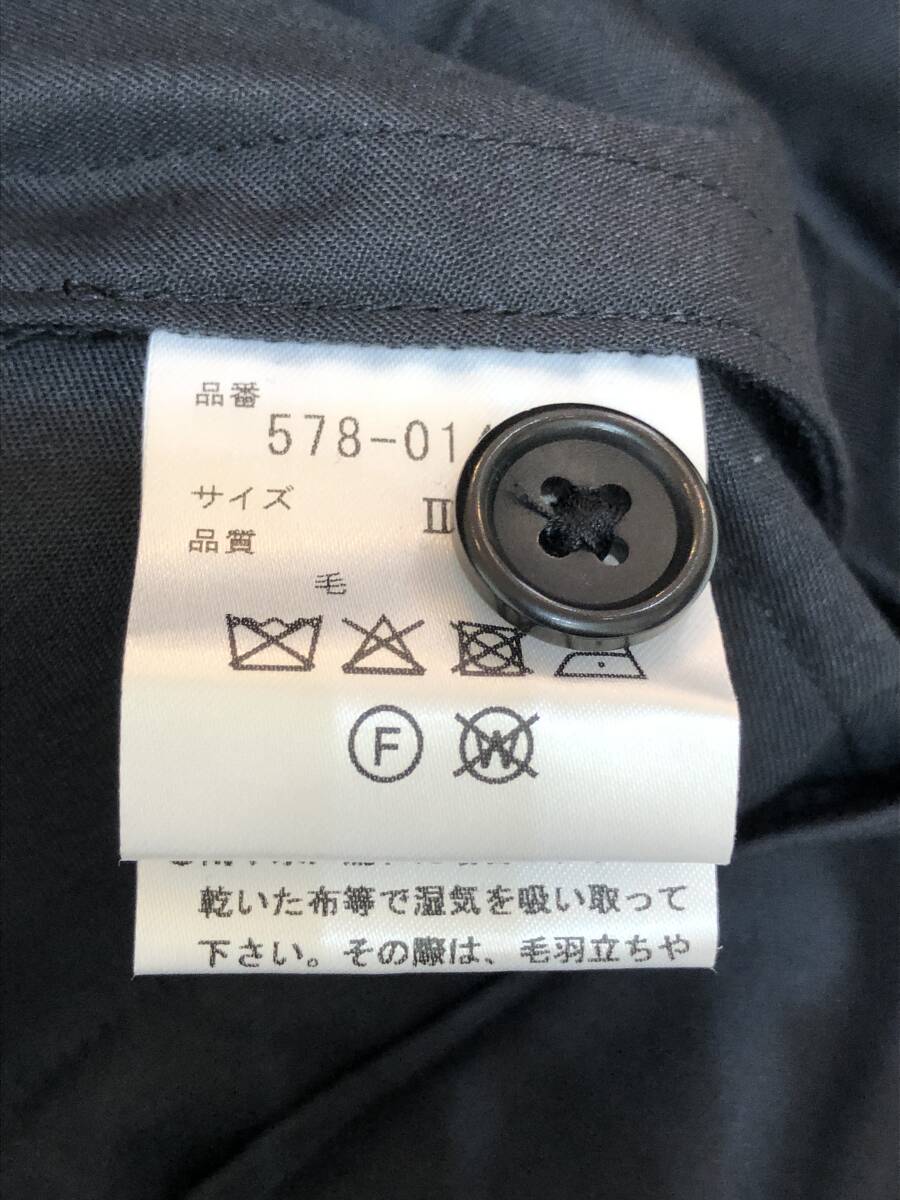 品番
578-01
サイズ
品質
毛
F
W
乾いた布等で湿気を吸い取って
下さい。その際は、毛羽立ちや